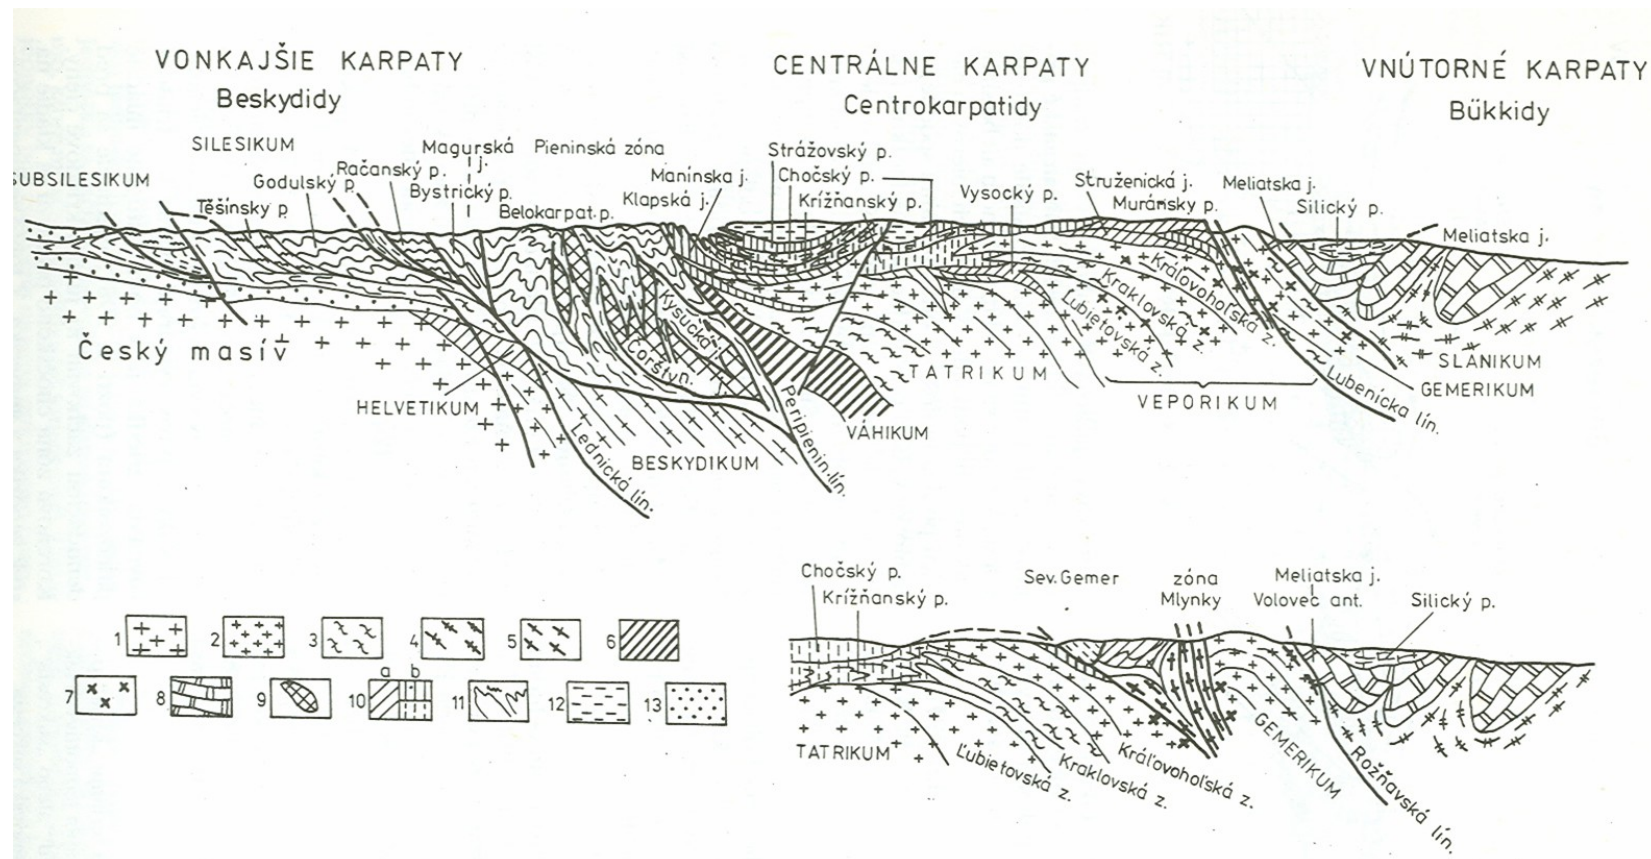 VONKAJŠIE KARPATY
Beskydidy
CENTRÁLNE KARPATY
Centrokarpatidy
VNÚTORNÉ KARPATY
Bükkidy
SUBSILESIKUM
SILESIKUM
Těšínsky p.
Godulský p.
Račanský p.
Magurská j.
Bystrický p.
Pieninská zóna
Belokarpat. p.
Klapská j.
Manínska j.
Strážovský p.
Chočský p.
Krížňanský p.
Vysocký p.
Struženická j.
Muránsky p.
Meliatska j.
Silický p.
Meliatska j.
Český masív
HELVETIKUM
Lednická lín.
BESKYDIKUM
Kysucká
Czorstyn.
Peripienin. lín.
VÁHIKUM
TATRIKUM
Ľubietovská z.
Kraklovská z.
Kráľovohoľská z.
VEPORIKUM
Lubenícka lín.
GEMERIKUM
SLANIKUM
1
2
3
4
5
6
7
8
9
10
a b
11
12
13
Chočský p.
Krížňanský p.
Sev. Gemer
zóna
Mlynky
Meliatska j.
Volovec ant.
Silický p.
TATRIKUM
Ľubietovská z.
Kraklovská z.
Kráľovohoľská z.
GEMERIKUM
Rožňavská lín.